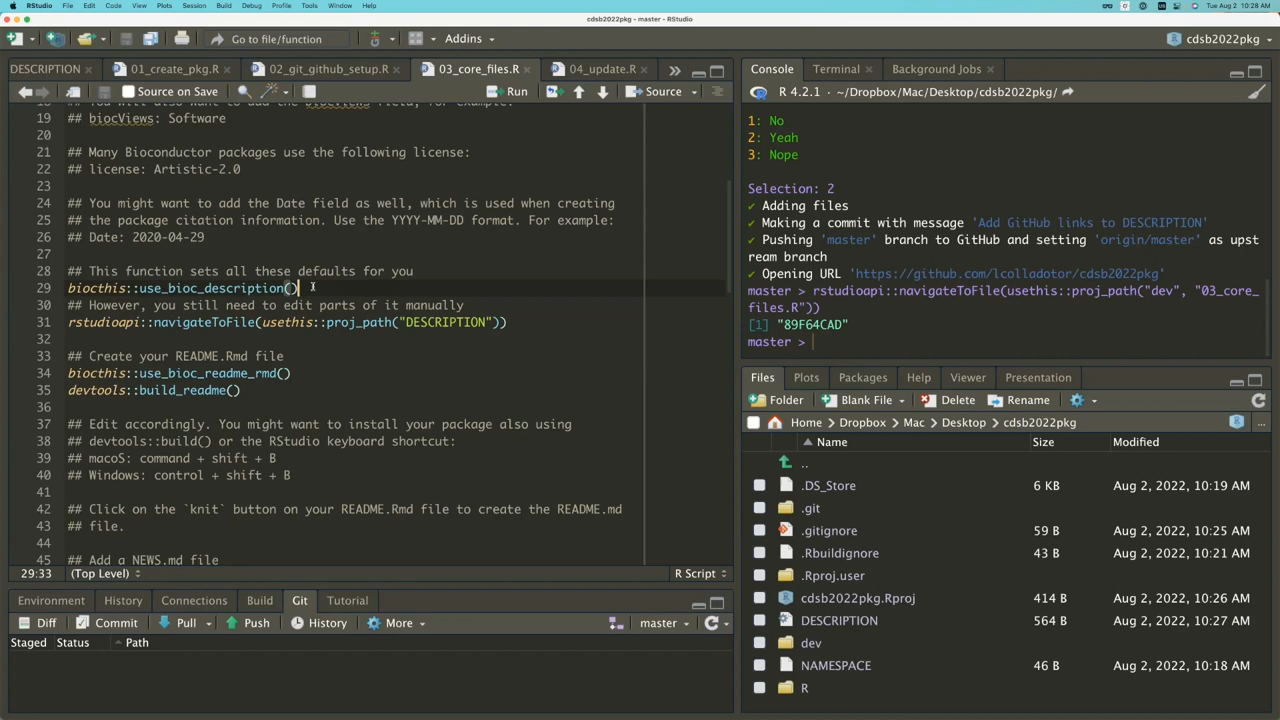 RStudio File Edit Code View Plots Session Build Debug Profile Tools Window Help Tue Aug 2 10:28 AM
cdsb2022pkg - master - RStudio
Go to file/function Addins cdsb2022pkg
DESCRIPTION 01_create_pkg.R 02_git_github_setup.R 03_core_files.R 04_update.R
Source on Save Run Source
18 ## You will also want to add the biocViews field, for example:
19 ## biocViews: Software
20
21 ## Many Bioconductor packages use the following license:
22 ## license: Artistic-2.0
23
24 ## You might want to add the Date field as well, which is used when creating
25 ## the package citation information. Use the YYYY-MM-DD format. For example:
26 ## Date: 2020-04-29
27
28 ## This function sets all these defaults for you
29 biocthis::use_bioc_description()
30 ## However, you still need to edit parts of it manually
31 rstudioapi::navigateToFile(usethis::proj_path("DESCRIPTION"))
32
33 ## Create your README.Rmd file
34 biocthis::use_bioc_readme_rmd()
35 devtools::build_readme()
36
37 ## Edit accordingly. You might want to install your package also using
38 ## devtools::build() or the RStudio keyboard shortcut:
39 ## macoS: command + shift + B
40 ## Windows: control + shift + B
41
42 ## Click on the `knit` button on your README.Rmd file to create the README.md
43 ## file.
44
45 ## Add a NEWS.md file
29:33 (Top Level) R Script
Environment History Connections Build Git Tutorial
Diff Commit Pull Push History More master
Staged Status Path
Console Terminal Background Jobs
R 4.2.1 · ~/Dropbox/Mac/Desktop/cdsb2022pkg/
1: No
2: Yeah
3: Nope
Selection: 2
✔ Adding files
✔ Making a commit with message 'Add GitHub links to DESCRIPTION'
✔ Pushing 'master' branch to GitHub and setting 'origin/master' as upst
ream branch
✔ Opening URL 'https://github.com/lcolladotor/cdsb2022pkg'
master > rstudioapi::navigateToFile(usethis::proj_path("dev", "03_core_
files.R"))
[1] "89F64CAD"
master >
Files Plots Packages Help Viewer Presentation
Folder Blank File Delete Rename
Home Dropbox Mac Desktop cdsb2022pkg ...
Name Size Modified
..
.DS_Store 6 KB Aug 2, 2022, 10:19 AM
.git
.gitignore 59 B Aug 2, 2022, 10:25 AM
.Rbuildignore 43 B Aug 2, 2022, 10:21 AM
.Rproj.user
cdsb2022pkg.Rproj 414 B Aug 2, 2022, 10:26 AM
DESCRIPTION 564 B Aug 2, 2022, 10:27 AM
dev
NAMESPACE 46 B Aug 2, 2022, 10:18 AM
R